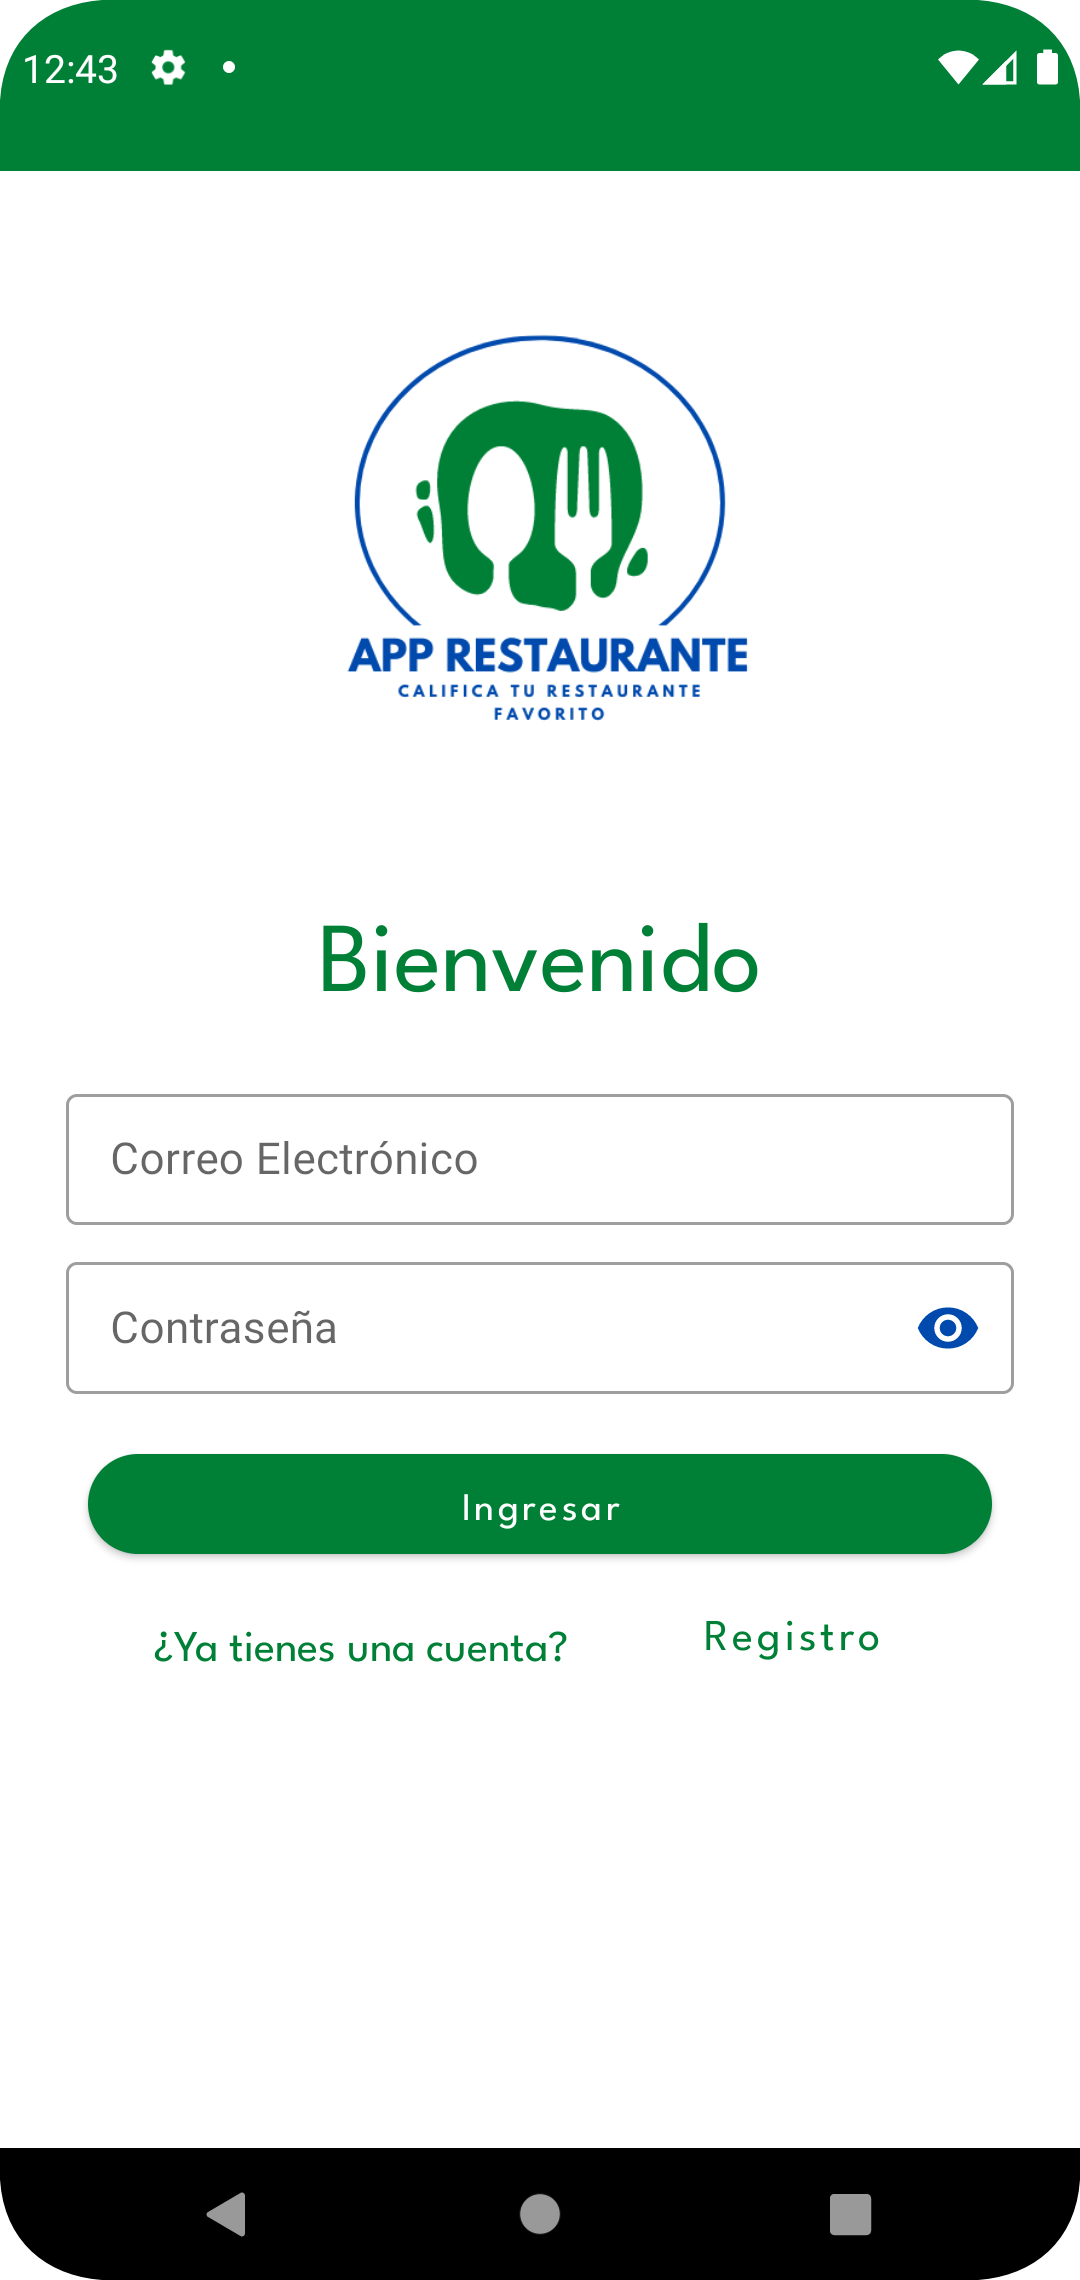 12:43
APP RESTAURANTE
CALIFICA TU RESTAURANTE
FAVORITO
Bienvenido
Correo Electrónico
Contraseña
Ingresar
¿Ya tienes una cuenta? Registro